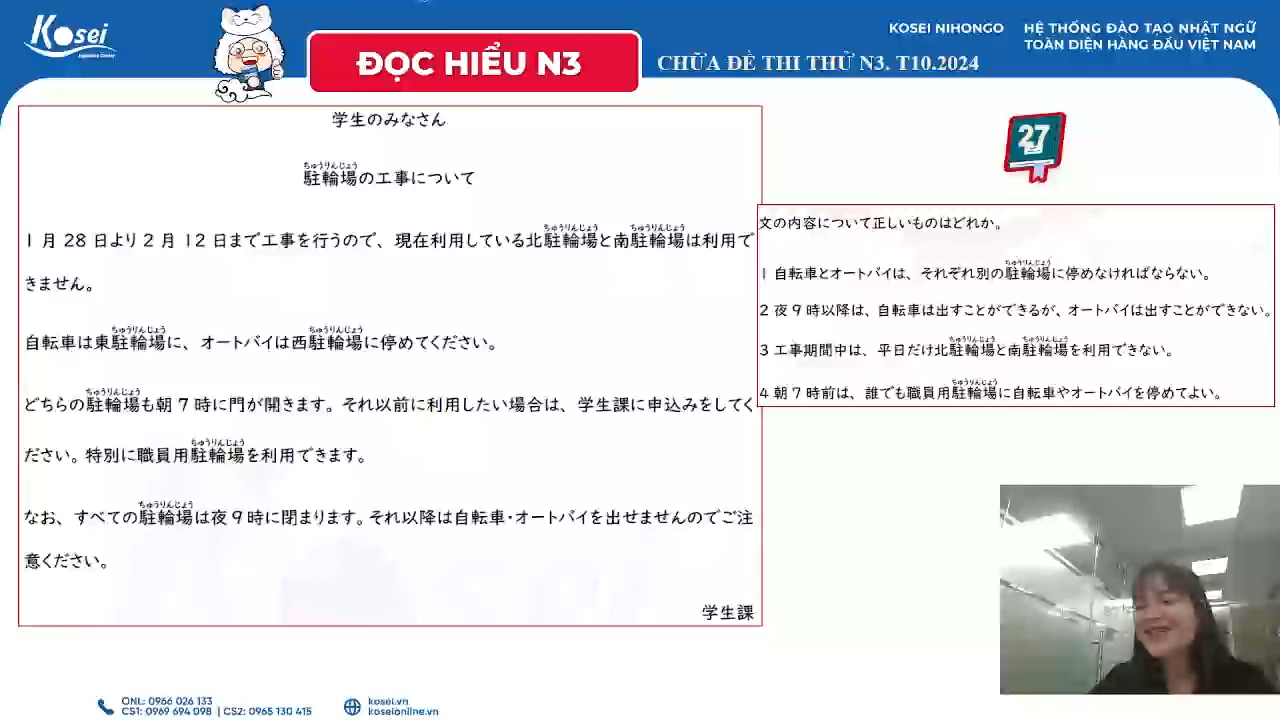 Kosei
Japanese Center
ĐỌC HIỂU N3
CHỮA ĐỀ THI THỬ N3. T10.2024
KOSEI NIHONGO
HỆ THỐNG ĐÀO TẠO NHẬT NGỮ
TOÀN DIỆN HÀNG ĐẦU VIỆT NAM
学生のみなさん
ちゅうりんじょう
駐輪場の工事について
ちゅうりんじょう ちゅうりんじょう
1月28日より2月12日まで工事を行うので、現在利用している北駐輪場と南駐輪場は利用で
きません。
ちゅうりんじょう ちゅうりんじょう
自転車は東駐輪場に、オートバイは西駐輪場に停めてください。
ちゅうりんじょう
どちらの駐輪場も朝7時に門が開きます。それ以前に利用したい場合は、学生課に申込みをしてく
ちゅうりんじょう
ださい。特別に職員用駐輪場を利用できます。
ちゅうりんじょう
なお、すべての駐輪場は夜9時に閉まります。それ以降は自転車・オートバイを出せませんのでご注
意ください。
学生課
27
文の内容について正しいものはどれか。
ちゅうりんじょう
1 自転車とオートバイは、それぞれ別の駐輪場に停めなければならない。
2 夜9時以降は、自転車は出すことができるが、オートバイは出すことができない。
ちゅうりんじょう ちゅうりんじょう
3 工事期間中は、平日だけ北駐輪場と南駐輪場を利用できない。
ちゅうりんじょう
4 朝7時前は、誰でも職員用駐輪場に自転車やオートバイを停めてよい。
ONL: 0966 026 133
CS1: 0969 694 098 | CS2: 0965 130 415
kosei.vn
koseionline.vn